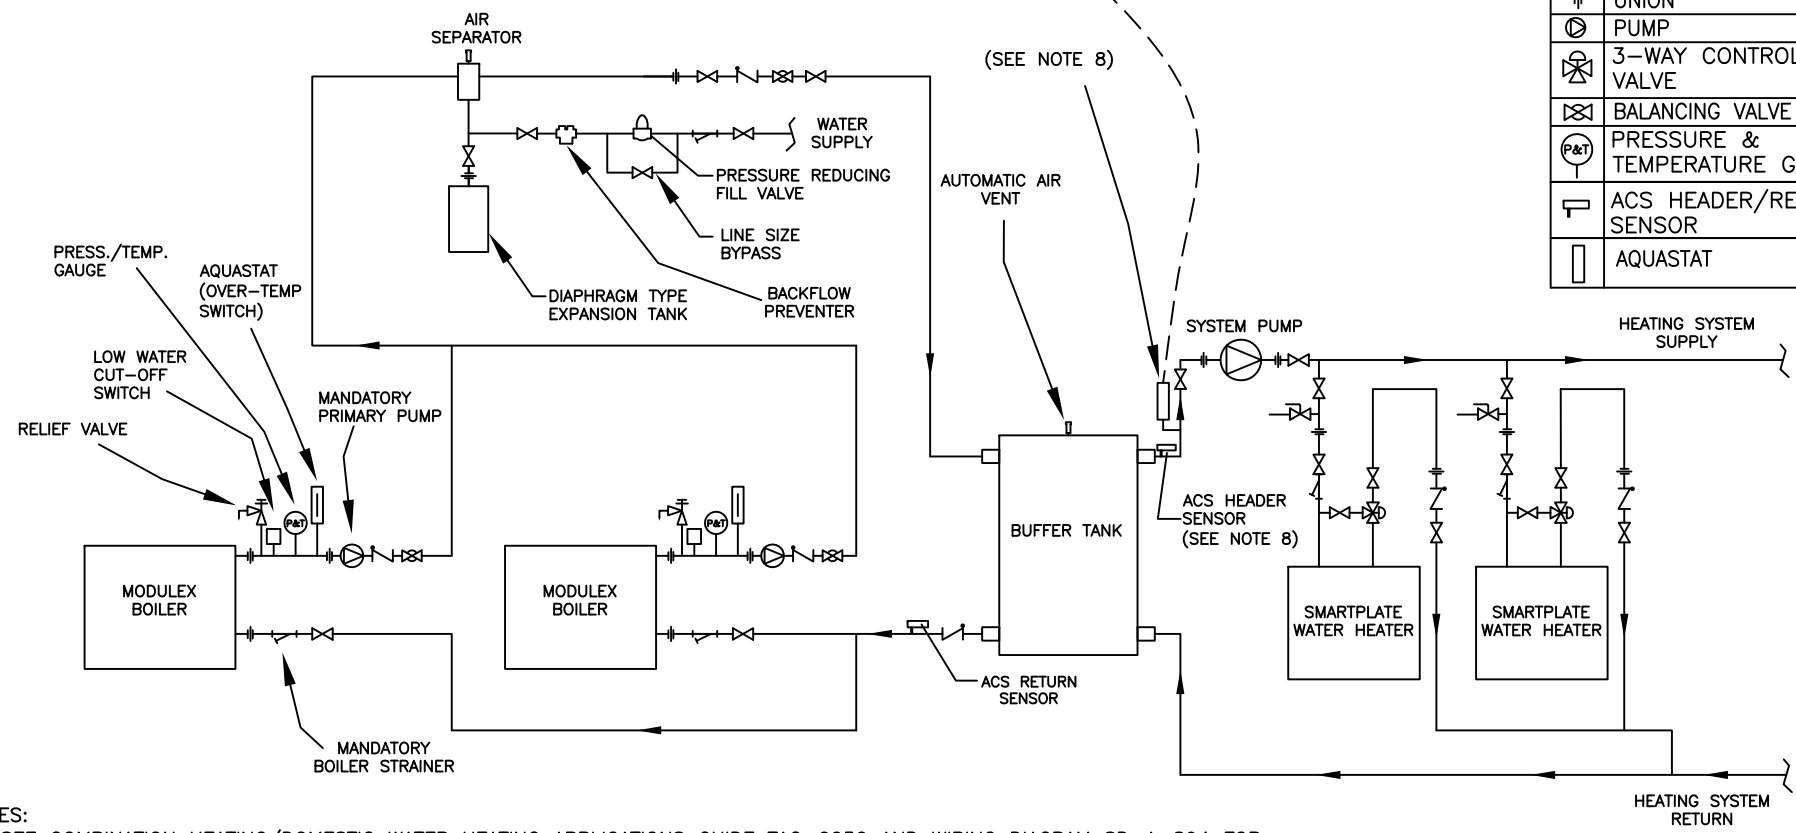 AIR
SEPARATOR
(SEE NOTE 8)
UNION
PUMP
3-WAY CONTROL
VALVE
BALANCING VALVE
P&T
PRESSURE &
TEMPERATURE G
ACS HEADER/RE
SENSOR
AQUASTAT
WATER
SUPPLY
PRESSURE REDUCING
FILL VALVE
LINE SIZE
BYPASS
BACKFLOW
PREVENTER
DIAPHRAGM TYPE
EXPANSION TANK
AUTOMATIC AIR
VENT
PRESS./TEMP.
GAUGE
AQUASTAT
(OVER-TEMP
SWITCH)
LOW WATER
CUT-OFF
SWITCH
MANDATORY
PRIMARY PUMP
RELIEF VALVE
P&T
P&T
SYSTEM PUMP
HEATING SYSTEM
SUPPLY
MODULEX
BOILER
MODULEX
BOILER
BUFFER TANK
ACS HEADER
SENSOR
(SEE NOTE 8)
SMARTPLATE
WATER HEATER
SMARTPLATE
WATER HEATER
ACS RETURN
SENSOR
MANDATORY
BOILER STRAINER
HEATING SYSTEM
RETURN
ES: